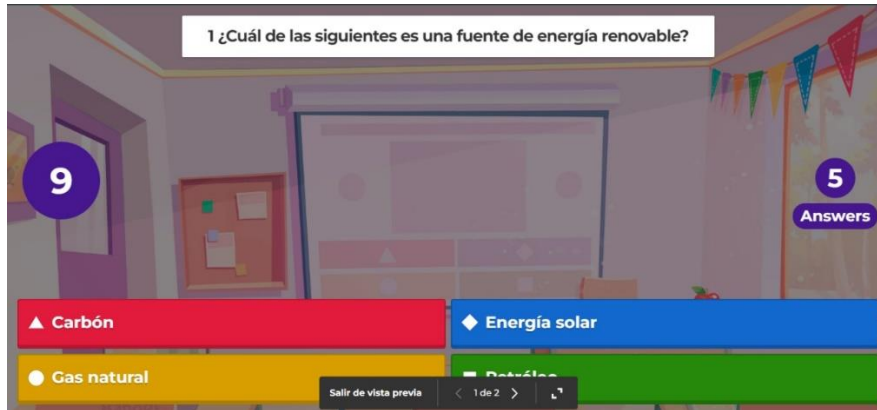 1 ¿Cuál de las siguientes es una fuente de energía renovable?
9
5
Answers
Carbón
Energía solar
Gas natural
Petróleo
Salir de vista previa
1 de 2